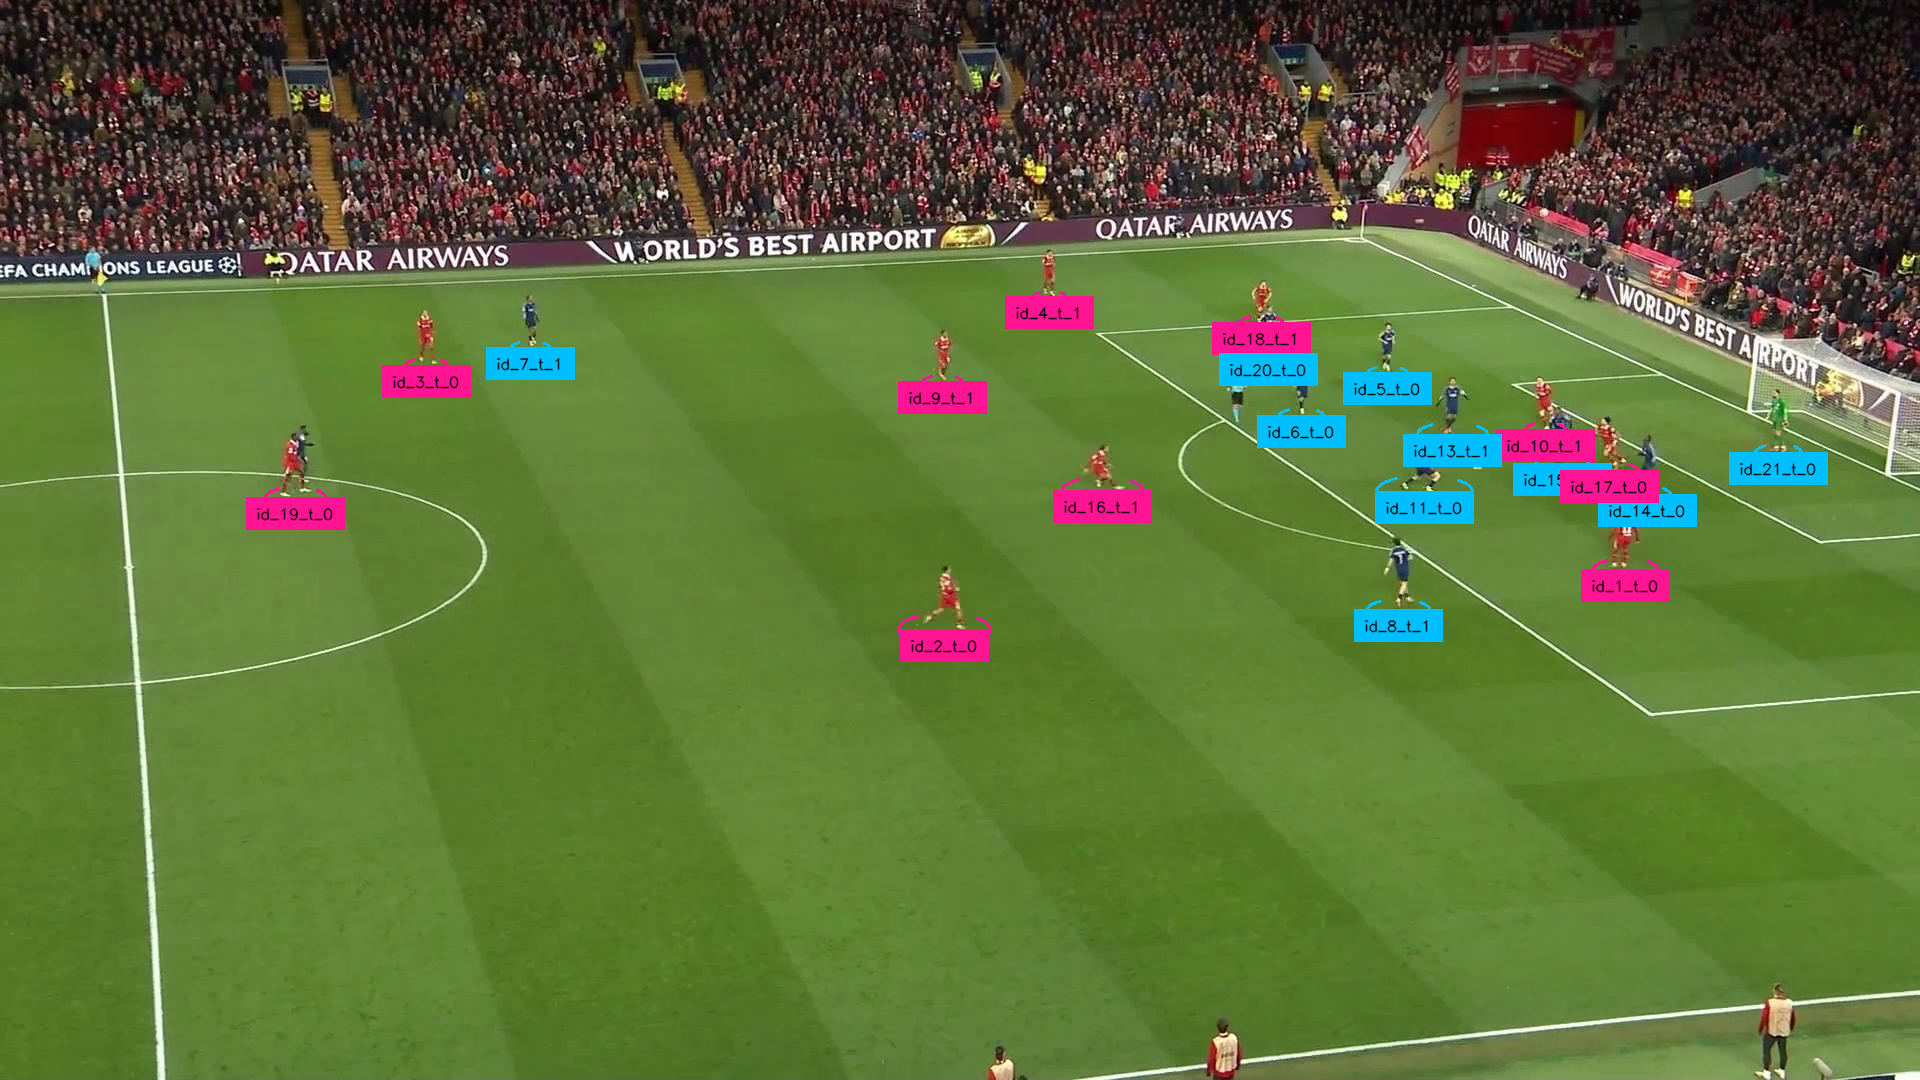 QATAR AIRWAYS
QATAR AIRWAYS
EFA CHAMPIONS LEAGUE
QATAR AIRWAYS
WORLD'S BEST AIRPORT
WORLD'S BEST AIRPORT
id_4_t_1
id_18_t_1
id_7_t_1
id_20_t_0
id_3_t_0
id_5_t_0
id_9_t_1
id_6_t_0
id_10_t_1
id_13_t_1
id_21_t_0
id_15
id_17_t_0
id_16_t_1
id_11_t_0
id_14_t_0
id_19_t_0
id_1_t_0
id_8_t_1
id_2_t_0